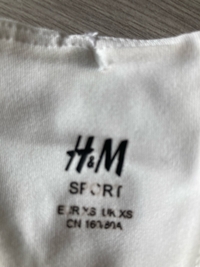 H&M
SPORT
EUR XS UK XS
CN 160/80A